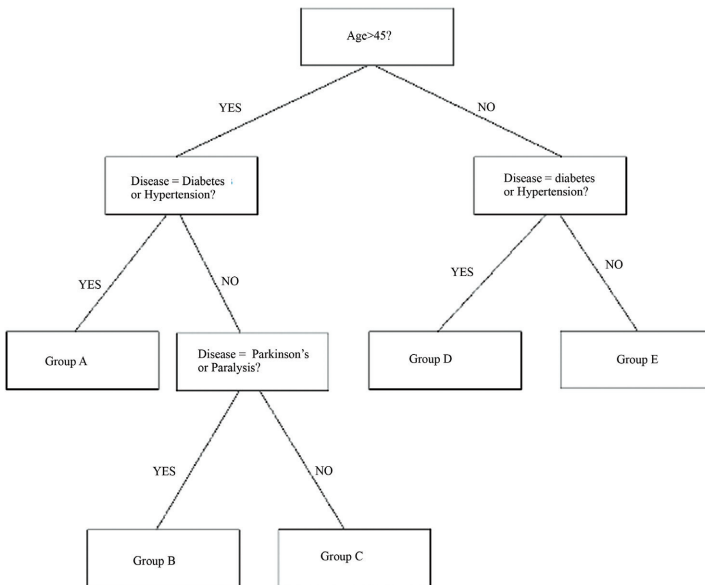 Age>45?
YES
NO
Disease = Diabetes
or Hypertension?
Disease = diabetes
or Hypertension?
YES
NO
YES
NO
Group A
Disease = Parkinson's
or Paralysis?
Group D
Group E
YES
NO
Group B
Group C